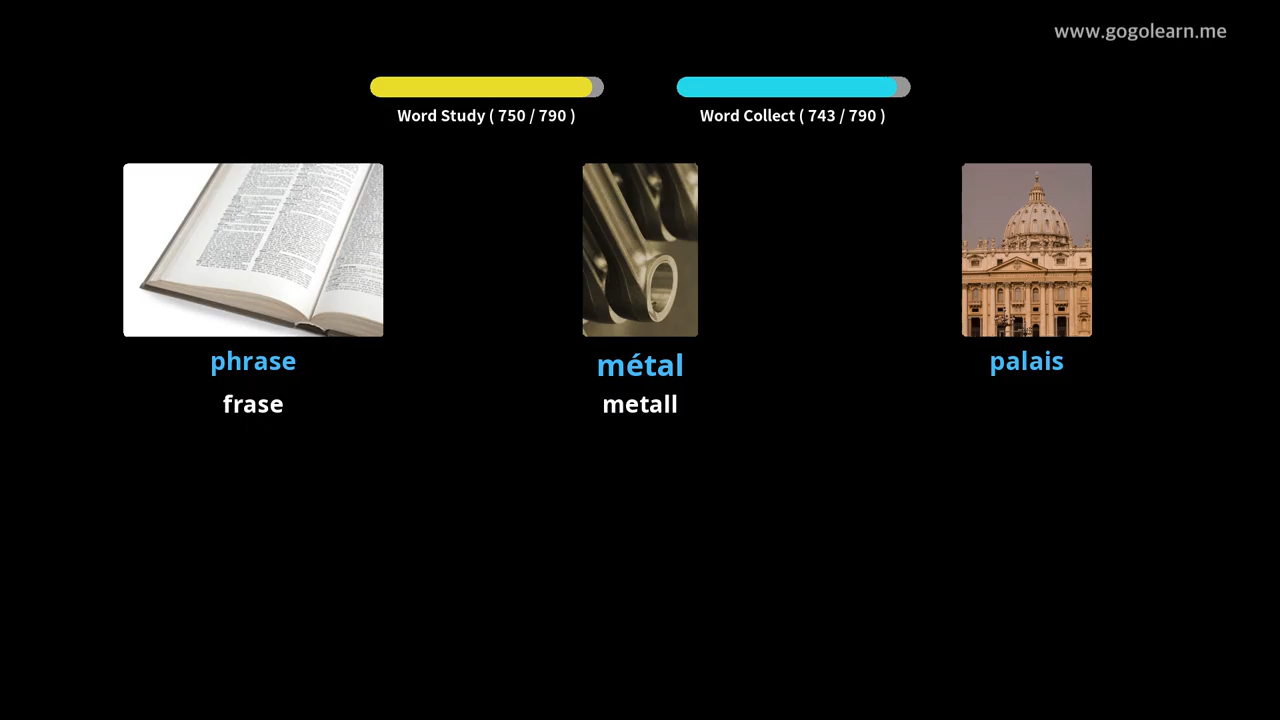 www.gogolearn.me
Word Study ( 750 / 790 )
Word Collect ( 743 / 790 )
phrase
métal
palais
frase
metall